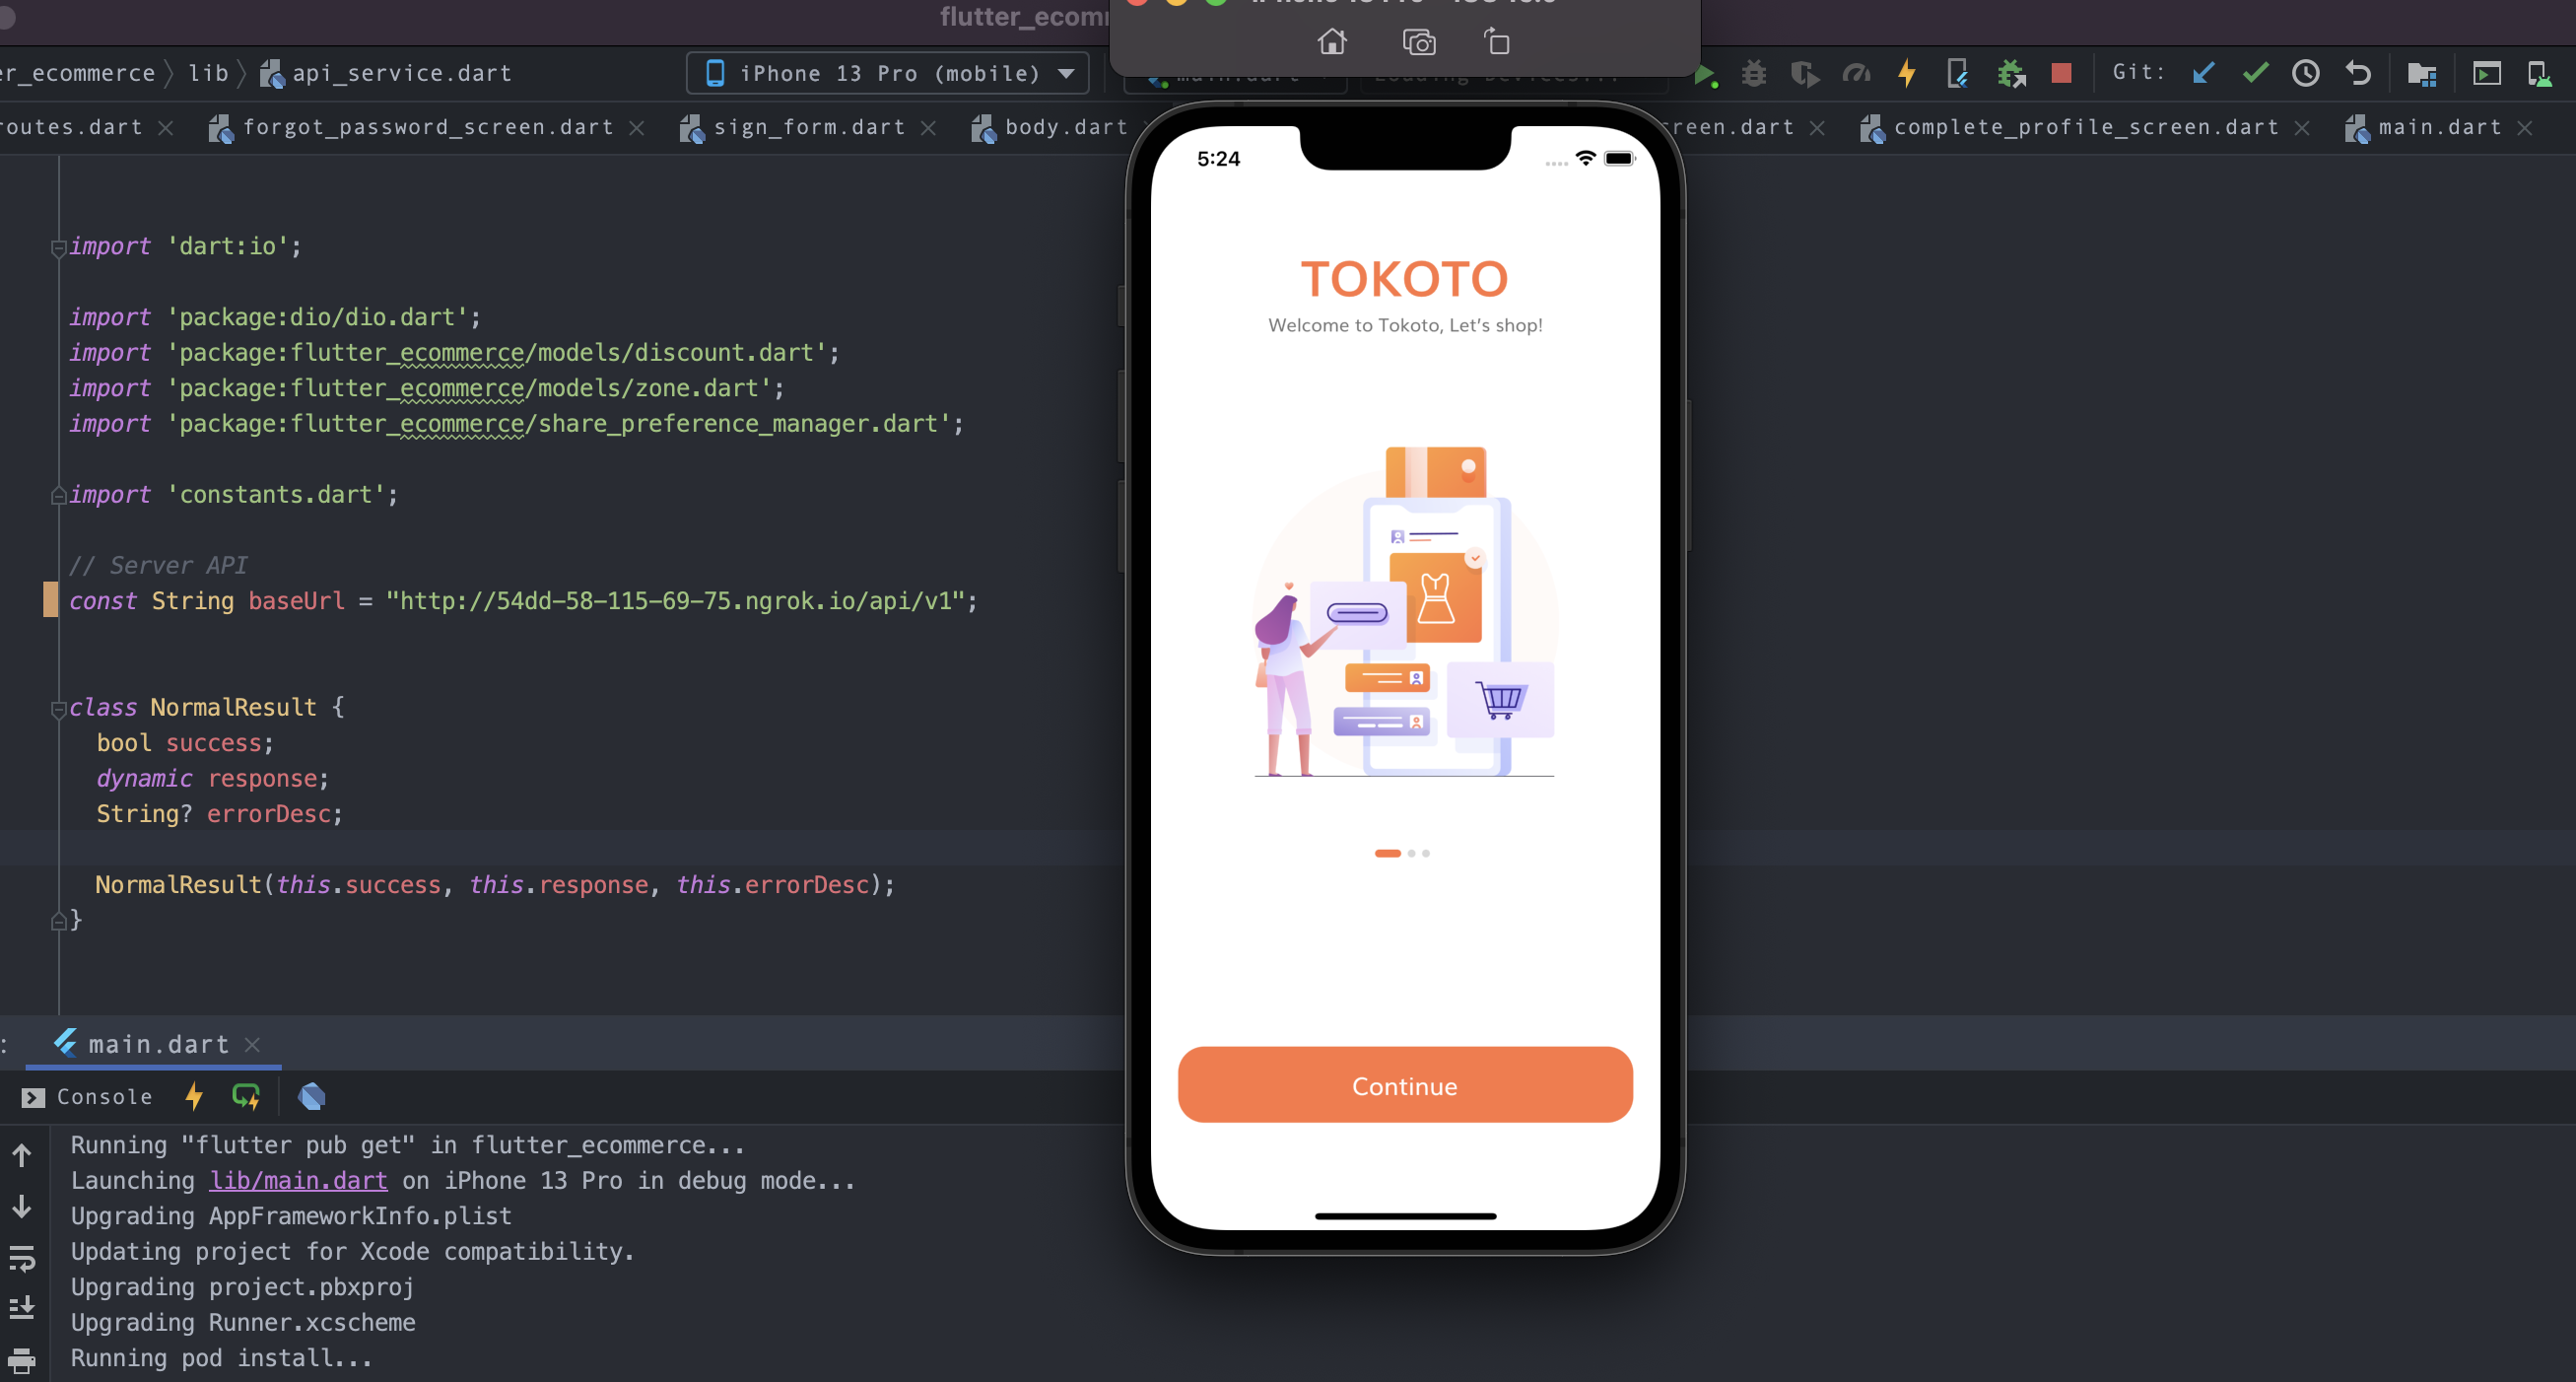 flutter_ecomm
er_ecommerce
lib
api_service.dart
iPhone 13 Pro (mobile)
Git:
routes.dart
forgot_password_screen.dart
sign_form.dart
body.dart
reen.dart
complete_profile_screen.dart
main.dart
import 'dart:io';
import 'package:dio/dio.dart';
import 'package:flutter_ecommerce/models/discount.dart';
import 'package:flutter_ecommerce/models/zone.dart';
import 'package:flutter_ecommerce/share_preference_manager.dart';
import 'constants.dart';
// Server API
const String baseUrl = "http://54dd-58-115-69-75.ngrok.io/api/v1";
class NormalResult {
bool success;
dynamic response;
String? errorDesc;
NormalResult(this.success, this.response, this.errorDesc);
}
5:24
TOKOTO
Welcome to Tokoto, Let's shop!
Continue
: main.dart
Console
Running "flutter pub get" in flutter_ecommerce...
Launching lib/main.dart on iPhone 13 Pro in debug mode...
Upgrading AppFrameworkInfo.plist
Updating project for Xcode compatibility.
Upgrading project.pbxproj
Upgrading Runner.xcscheme
Running pod install...